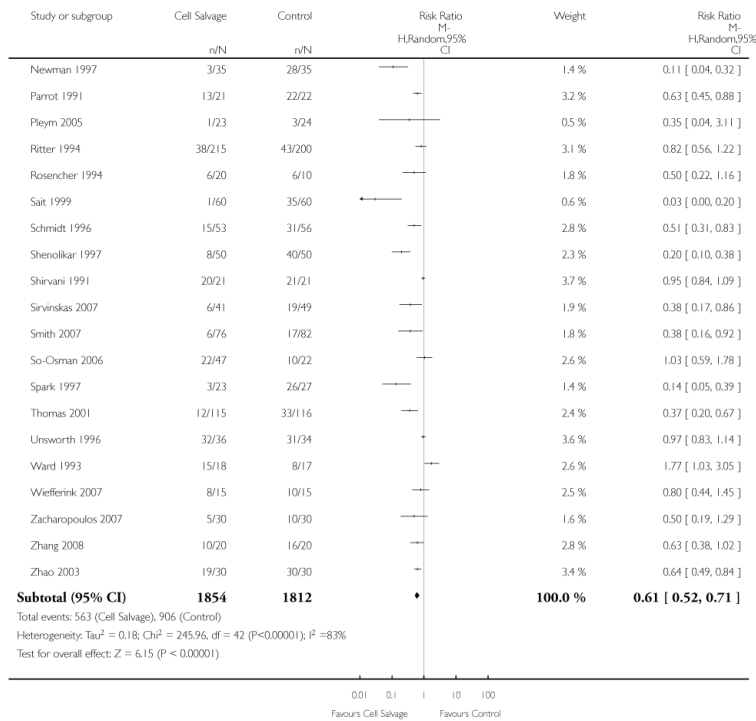 Study or subgroup Cell Salvage Control Risk Ratio Weight Risk Ratio
M- M-
H,Random,95% H,Random,95%
n/N n/N CI CI
Newman 1997 3/35 28/35 1.4 % 0.11 [ 0.04, 0.32 ]
Parrot 1991 13/21 22/22 3.2 % 0.63 [ 0.45, 0.88 ]
Pleym 2005 1/23 3/24 0.5 % 0.35 [ 0.04, 3.11 ]
Ritter 1994 38/215 43/200 3.1 % 0.82 [ 0.56, 1.22 ]
Rosencher 1994 6/20 6/10 1.8 % 0.50 [ 0.22, 1.16 ]
Sait 1999 1/60 35/60 0.6 % 0.03 [ 0.00, 0.20 ]
Schmidt 1996 15/53 31/56 2.8 % 0.51 [ 0.31, 0.83 ]
Shenolikar 1997 8/50 40/50 2.3 % 0.20 [ 0.10, 0.38 ]
Shirvani 1991 20/21 21/21 3.7 % 0.95 [ 0.84, 1.09 ]
Sirvinskas 2007 6/41 19/49 1.9 % 0.38 [ 0.17, 0.86 ]
Smith 2007 6/76 17/82 1.8 % 0.38 [ 0.16, 0.92 ]
So-Osman 2006 22/47 10/22 2.6 % 1.03 [ 0.59, 1.78 ]
Spark 1997 3/23 26/27 1.4 % 0.14 [ 0.05, 0.39 ]
Thomas 2001 12/115 33/116 2.4 % 0.37 [ 0.20, 0.67 ]
Unsworth 1996 32/36 31/34 3.6 % 0.97 [ 0.83, 1.14 ]
Ward 1993 15/18 8/17 2.6 % 1.77 [ 1.03, 3.05 ]
Wiefferink 2007 8/15 10/15 2.5 % 0.80 [ 0.44, 1.45 ]
Zacharopoulos 2007 5/30 10/30 1.6 % 0.50 [ 0.19, 1.29 ]
Zhang 2008 10/20 16/20 2.8 % 0.63 [ 0.38, 1.02 ]
Zhao 2003 19/30 30/30 3.4 % 0.64 [ 0.49, 0.84 ]
Subtotal (95% CI) 1854 1812 100.0 % 0.61 [ 0.52, 0.71 ]
Total events: 563 (Cell Salvage), 906 (Control)
Heterogeneity: Tau² = 0.18; Chi² = 245.96, df = 42 (P<0.00001); I² =83%
Test for overall effect: Z = 6.15 (P < 0.00001)
0.01 0.1 1 10 100
Favours Cell Salvage Favours Control